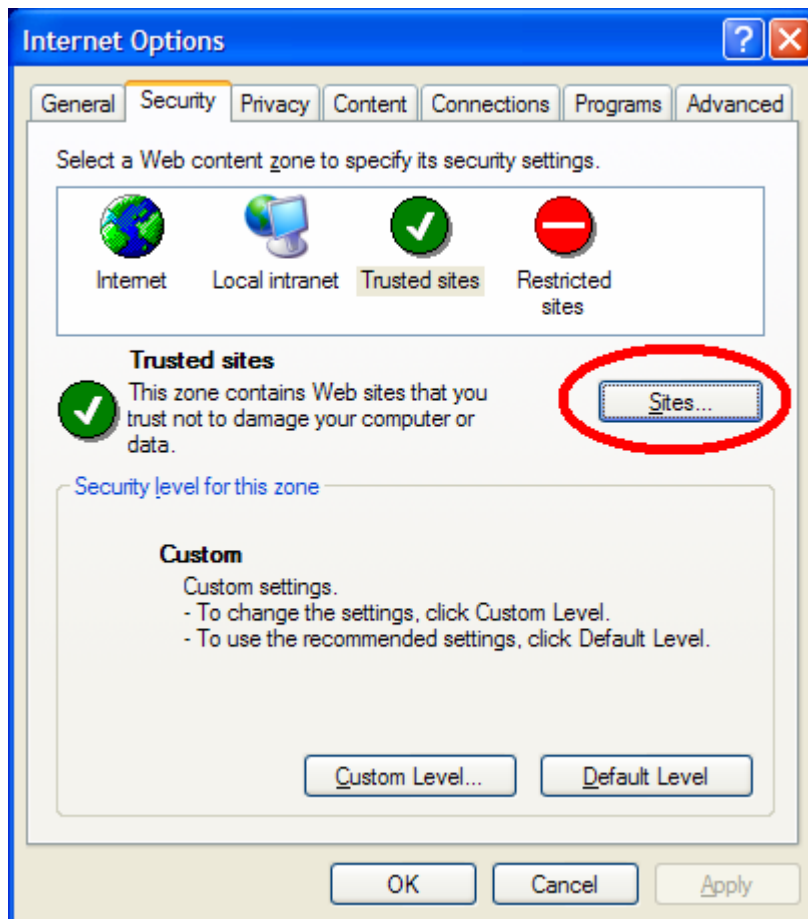 Internet Options
?
General Security Privacy Content Connections Programs Advanced
Select a Web content zone to specify its security settings.
Internet Local intranet Trusted sites Restricted
sites
Trusted sites
This zone contains Web sites that you
trust not to damage your computer or
data.
Sites...
Security level for this zone
Custom
Custom settings.
- To change the settings, click Custom Level.
- To use the recommended settings, click Default Level.
Custom Level... Default Level
OK Cancel Apply